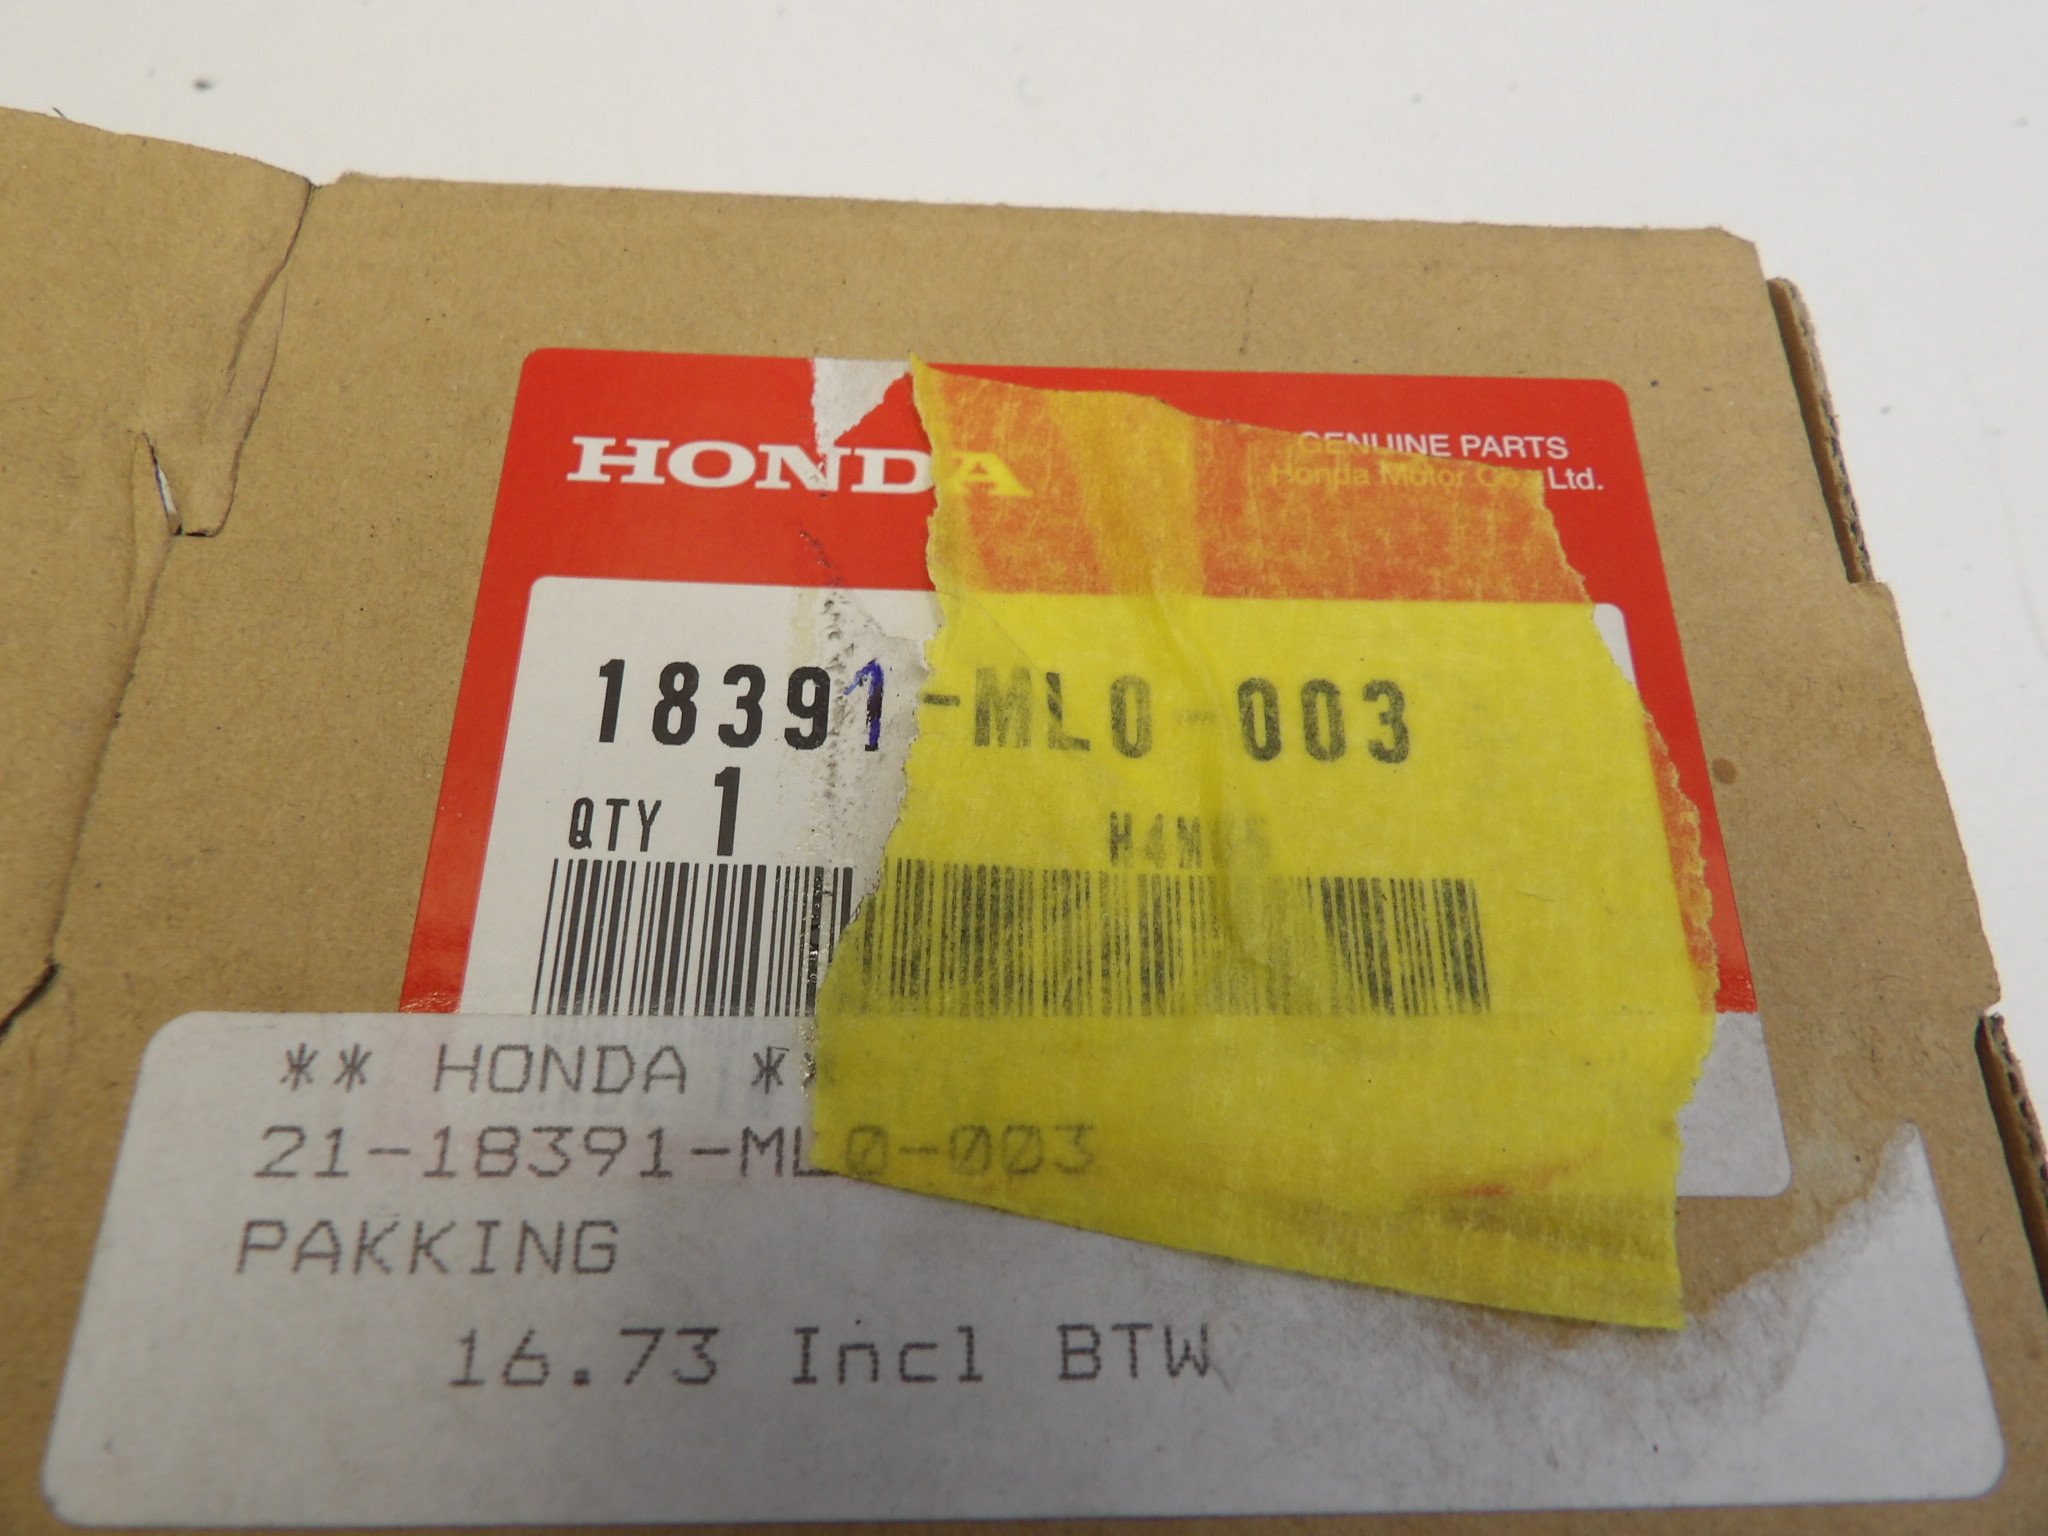 HONDA
GENUINE PARTS
Honda Motor Co., Ltd.
18391-ML0-003
QTY 1
** HONDA **
21-18391-ML0-003
PAKKING
16.73 Incl BTW